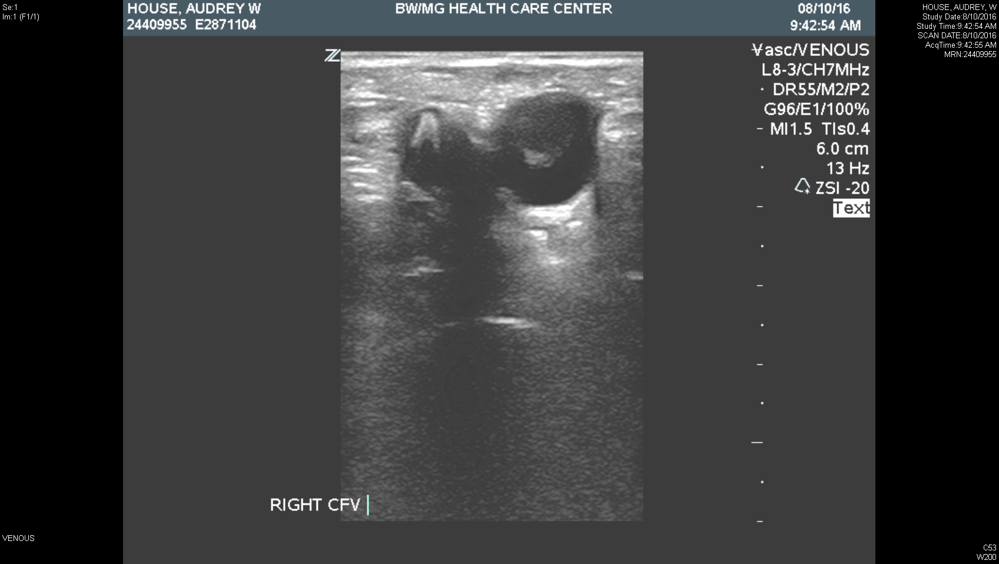 Se:1
Im:1 (F1/1)
HOUSE, AUDREY W
24409955 E2871104
BW/MG HEALTH CARE CENTER
08/10/16
9:42:54 AM
HOUSE, AUDREY, W
Study Date:8/10/2016
Study Time:9:42:54 AM
SCAN DATE:8/10/2016
AcqTime:9:42:55 AM
MRN:24409955
Z
Vasc/VENOUS
L8-3/CH7MHz
DR55/M2/P2
G96/E1/100%
MI1.5 TIs0.4
6.0 cm
13 Hz
ZSI -20
Text
RIGHT CFV
VENOUS
C53
W200